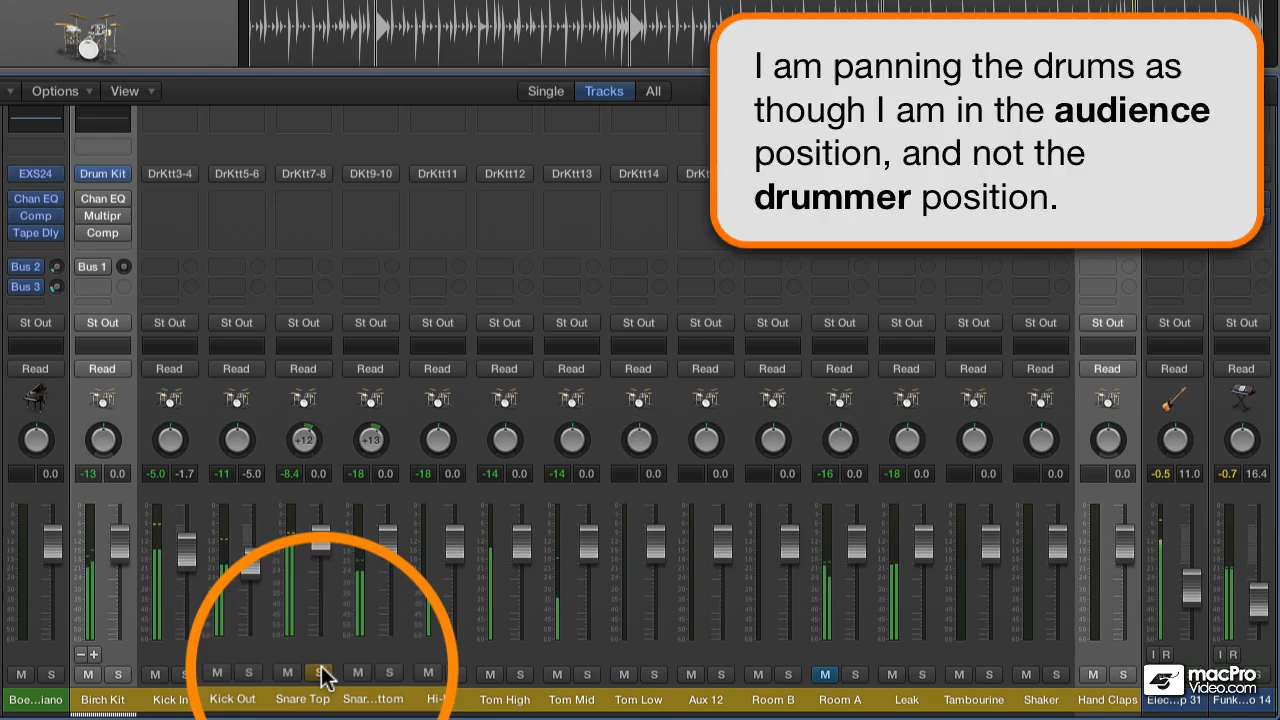 I am panning the drums as
though I am in the audience
position, and not the
drummer position.
Options View Single Tracks All
EXS24 Drum Kit DrKtt3-4 DrKtt5-6 DrKtt7-8 DKt9-10 DrKtt11 DrKtt12 DrKtt13 DrKtt14
Chan EQ Chan EQ
Comp Multipr
Tape Dly Comp
Bus 2 Bus 1
Bus 3
St Out St Out St Out St Out St Out St Out St Out St Out St Out St Out St Out St Out St Out St Out St Out St Out St Out St Out St Out
Read Read Read Read Read Read Read Read Read Read Read Read Read Read Read Read Read Read Read
+12 +13
0.0 -13 0.0 -5.0 -1.7 -11 -5.0 -8.4 0.0 -18 0.0 -18 0.0 -14 0.0 -14 0.0 0.0 0.0 0.0 -16 0.0 -18 0.0 0.0 0.0 0.0 -0.5 11.0 -0.7 16.4
I R I R
M S M S M S M S M S M S M M S M S M S M S M S M S M S M S M S M S
Boe...iano Birch Kit Kick In Kick Out Snare Top Snar...ttom Hi- Tom high Tom Mid Tom Low Aux 12 Room B Room A Leak Tambourine Shaker Hand Claps Elec...p 31 Funk...o 14
macPro
Video.com